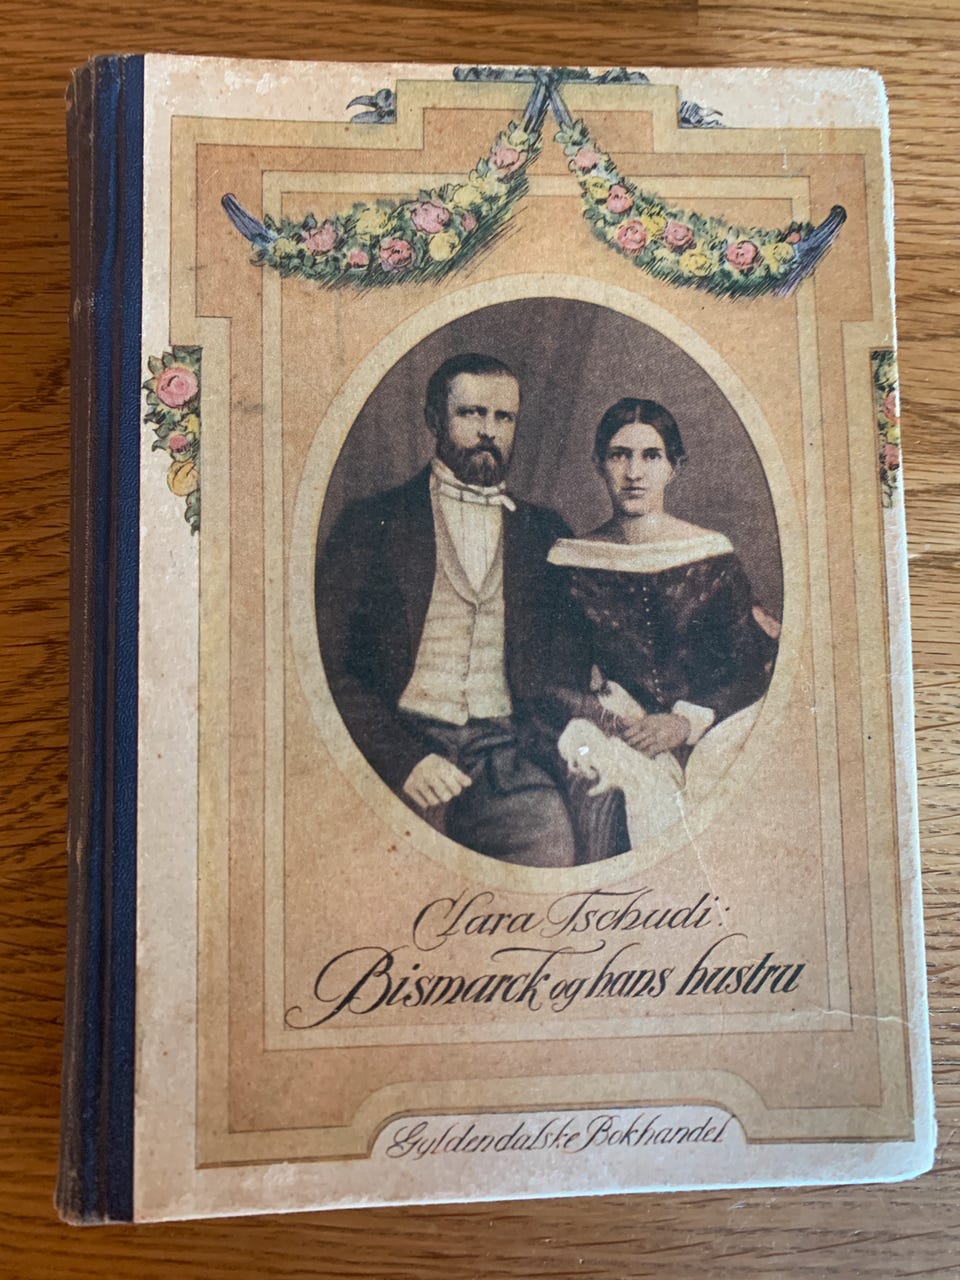 Clara Tschudi:
Bismarck og hans hustru
Gyldendalske Bokhandel